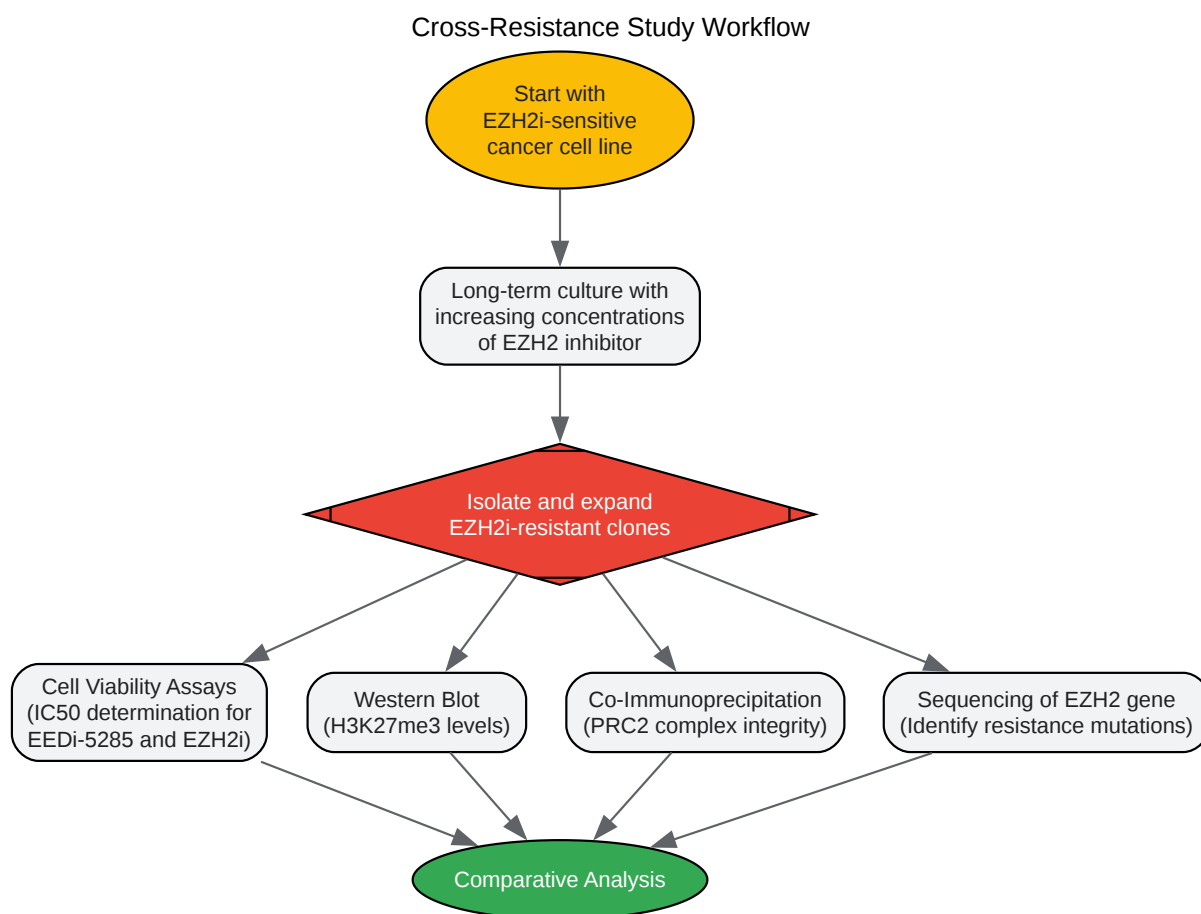 Cross-Resistance Study Workflow
Start with
EZH2i-sensitive
cancer cell line
Long-term culture with
increasing concentrations
of EZH2 inhibitor
Isolate and expand
EZH2i-resistant clones
Cell Viability Assays
(IC50 determination for
EEDi-5285 and EZH2i)
Western Blot
(H3K27me3 levels)
Co-Immunoprecipitation
(PRC2 complex integrity)
Sequencing of EZH2 gene
(Identify resistance mutations)
Comparative Analysis